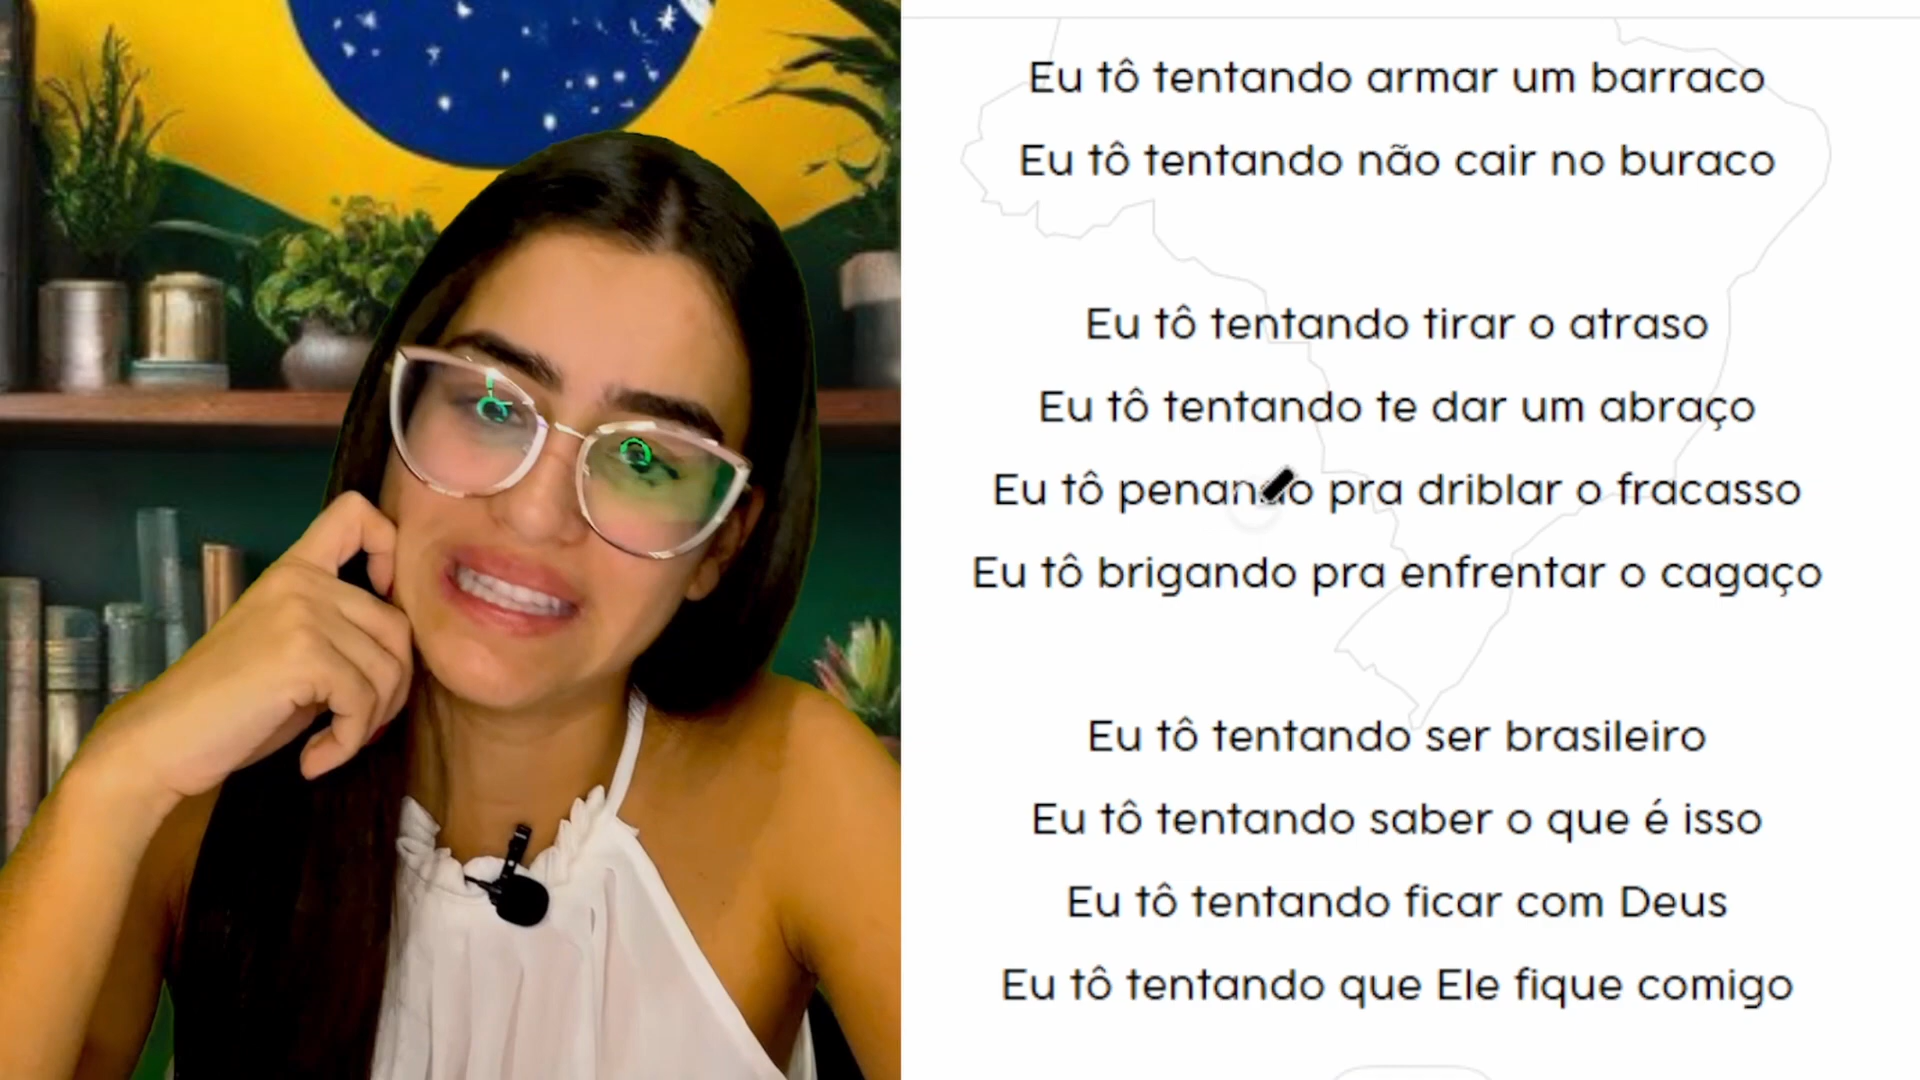 Eu tô tentando armar um barraco
Eu tô tentando não cair no buraco
Eu tô tentando tirar o atraso
Eu tô tentando te dar um abraço
Eu tô penando pra driblar o fracasso
Eu tô brigando pra enfrentar o cagaço
Eu tô tentando ser brasileiro
Eu tô tentando saber o que é isso
Eu tô tentando ficar com Deus
Eu tô tentando que Ele fique comigo